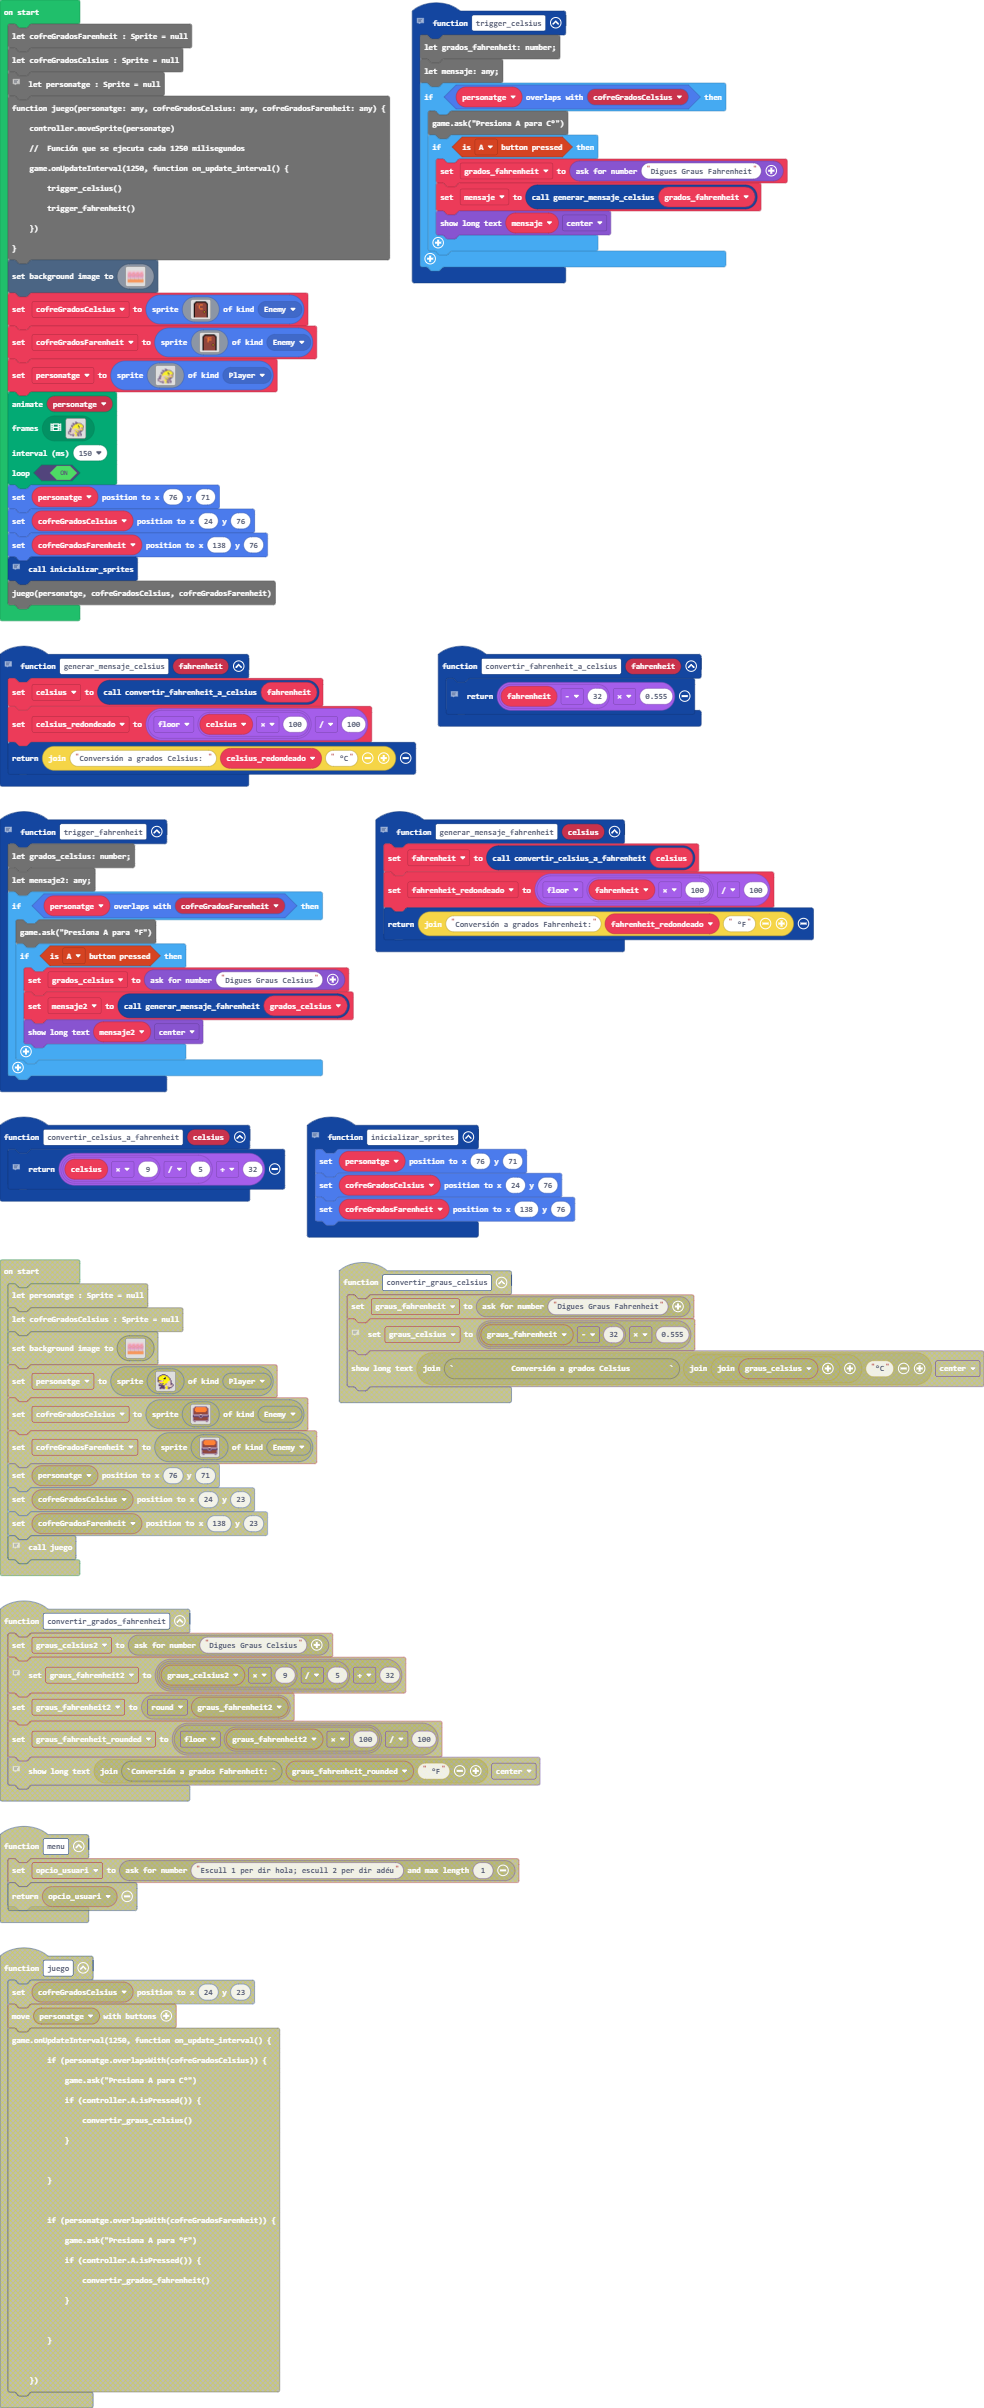 on start
let cofreGradosFarenheit : Sprite = null
let cofreGradosCelsius : Sprite = null
let personatge : Sprite = null
function juego(personatge: any, cofreGradosCelsius: any, cofreGradosFarenheit: any) {
controller.moveSprite(personatge)
// Función que se ejecuta cada 1250 milisegundos
game.onUpdateInterval(1250, function on_update_interval() {
trigger_celsius()
trigger_fahrenheit()
})
}
set background image to
set cofreGradosCelsius to sprite of kind Enemy
set cofreGradosFarenheit to sprite of kind Enemy
set personatge to sprite of kind Player
animate personatge
frames
interval (ms) 150
loop ON
set personatge position to x 76 y 71
set cofreGradosCelsius position to x 24 y 76
set cofreGradosFarenheit position to x 138 y 76
call inicializar_sprites
juego(personatge, cofreGradosCelsius, cofreGradosFarenheit)
function trigger_celsius
let grados_fahrenheit: number;
let mensaje: any;
if personatge overlaps with cofreGradosCelsius then
game.ask("Presiona A para Cº")
if is A button pressed then
set grados_fahrenheit to ask for number "Digues Graus Fahrenheit"
set mensaje to call generar_mensaje_celsius grados_fahrenheit
show long text mensaje center
function generar_mensaje_celsius fahrenheit
set celsius to call convertir_fahrenheit_a_celsius fahrenheit
set celsius_redondeado to floor celsius × 100 / 100
return join "Conversión a grados Celsius: " celsius_redondeado " ºC"
function convertir_fahrenheit_a_celsius fahrenheit
return fahrenheit - 32 × 0.555
function trigger_fahrenheit
let grados_celsius: number;
let mensaje2: any;
if personatge overlaps with cofreGradosFarenheit then
game.ask("Presiona A para ºF")
if is A button pressed then
set grados_celsius to ask for number "Digues Graus Celsius"
set mensaje2 to call generar_mensaje_fahrenheit grados_celsius
show long text mensaje2 center
function generar_mensaje_fahrenheit celsius
set fahrenheit to call convertir_celsius_a_fahrenheit celsius
set fahrenheit_redondeado to floor fahrenheit × 100 / 100
return join "Conversión a grados Fahrenheit:" fahrenheit_redondeado " ºF"
function convertir_celsius_a_fahrenheit celsius
return celsius × 9 / 5 + 32
function inicializar_sprites
set personatge position to x 76 y 71
set cofreGradosCelsius position to x 24 y 76
set cofreGradosFarenheit position to x 138 y 76
on start
let personatge : Sprite = null
let cofreGradosCelsius : Sprite = null
set background image to
set personatge to sprite of kind Player
set cofreGradosCelsius to sprite of kind Enemy
set cofreGradosFarenheit to sprite of kind Enemy
set personatge position to x 76 y 71
set cofreGradosCelsius position to x 24 y 23
set cofreGradosFarenheit position to x 138 y 23
call juego
function convertir_graus_celsius
set graus_fahrenheit to ask for number "Digues Graus Fahrenheit"
set graus_celsius to graus_fahrenheit - 32 × 0.555
show long text join ` Conversión a grados Celsius ` join join graus_celsius "ºC" center
function convertir_grados_fahrenheit
set graus_celsius2 to ask for number "Digues Graus Celsius"
set graus_fahrenheit2 to graus_celsius2 × 9 / 5 + 32
set graus_fahrenheit2 to round graus_fahrenheit2
set graus_fahrenheit_rounded to floor graus_fahrenheit2 × 100 / 100
show long text join `Conversión a grados Fahrenheit: ` graus_fahrenheit_rounded " ºF" center
function menu
set opcio_usuari to ask for number "Escull 1 per dir hola; escull 2 per dir adéu" and max length 1
return opcio_usuari
function juego
set cofreGradosCelsius position to x 24 y 23
move personatge with buttons
game.onUpdateInterval(1250, function on_update_interval() {
if (personatge.overlapsWith(cofreGradosCelsius)) {
game.ask("Presiona A para Cº")
if (controller.A.isPressed()) {
convertir_graus_celsius()
}
}
if (personatge.overlapsWith(cofreGradosFarenheit)) {
game.ask("Presiona A para ºF")
if (controller.A.isPressed()) {
convertir_grados_fahrenheit()
}
}
})